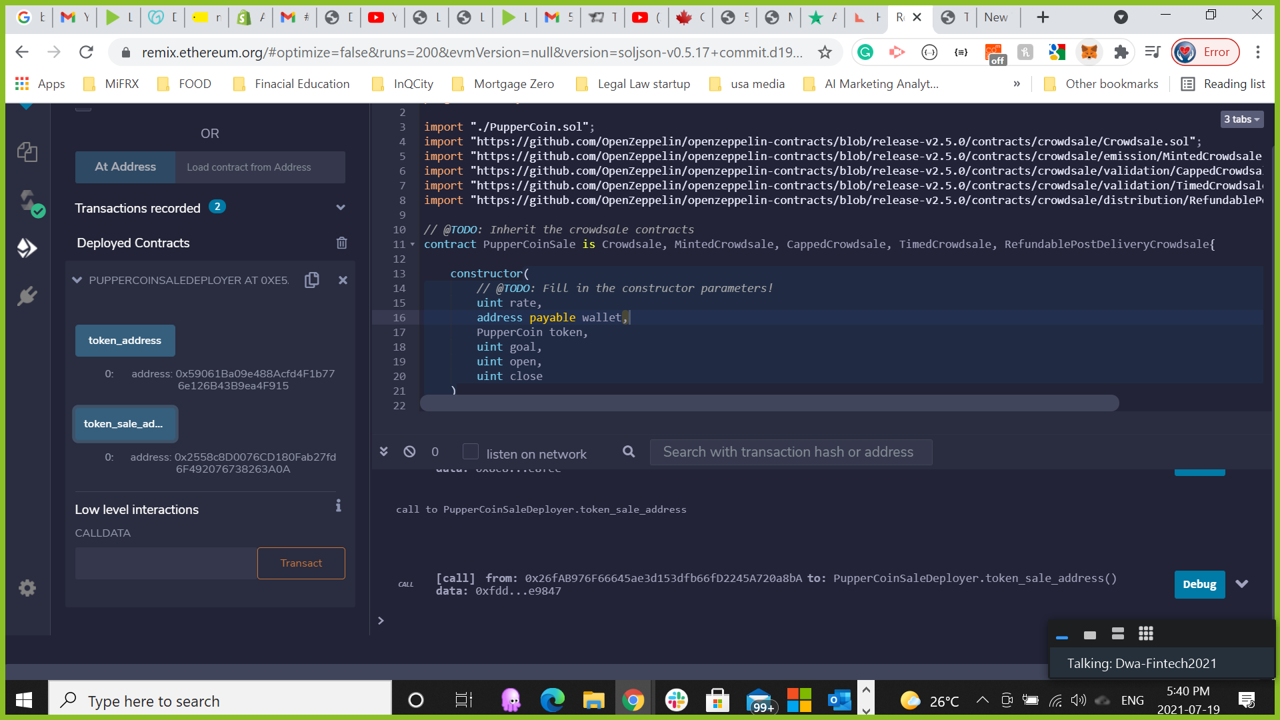 Error
remix.ethereum.org/#optimize=false&runs=200&evmVersion=null&version=soljson-v0.5.17+commit.d19...
New
off
Apps
MiFRX
FOOD
Finacial Education
InQCity
Mortgage Zero
Legal Law startup
usa media
AI Marketing Analyt...
»
Other bookmarks
Reading list
OR
At Address
Load contract from Address
Transactions recorded 2
Deployed Contracts
PUPPERCOINSALEDEPLOYER AT 0XE5.
token_address
0: address: 0x59061Ba09e488Acfd4F1b77
6e126B43B9ea4F915
token_sale_ad...
0: address: 0x2558c8D0076CD180Fab27fd
6F492076738263A0A
Low level interactions
CALLDATA
Transact
3 tabs
2
3 import "./PupperCoin.sol";
4 import "https://github.com/OpenZeppelin/openzeppelin-contracts/blob/release-v2.5.0/contracts/crowdsale/Crowdsale.sol";
5 import "https://github.com/OpenZeppelin/openzeppelin-contracts/blob/release-v2.5.0/contracts/crowdsale/emission/MintedCrowdsale
6 import "https://github.com/OpenZeppelin/openzeppelin-contracts/blob/release-v2.5.0/contracts/crowdsale/validation/CappedCrowdsa
7 import "https://github.com/OpenZeppelin/openzeppelin-contracts/blob/release-v2.5.0/contracts/crowdsale/validation/TimedCrowdsal
8 import "https://github.com/OpenZeppelin/openzeppelin-contracts/blob/release-v2.5.0/contracts/crowdsale/distribution/RefundableP
9
10 // @TODO: Inherit the crowdsale contracts
11 contract PupperCoinSale is Crowdsale, MintedCrowdsale, CappedCrowdsale, TimedCrowdsale, RefundablePostDeliveryCrowdsale{
12
13 constructor(
14 // @TODO: Fill in the constructor parameters!
15 uint rate,
16 address payable wallet,
17 PupperCoin token,
18 uint goal,
19 uint open,
20 uint close
21 )
22
0
listen on network
Search with transaction hash or address
call to PupperCoinSaleDeployer.token_sale_address
CALL
[call] from: 0x26fAB976F66645ae3d153dfb66fD2245A720a8bA to: PupperCoinSaleDeployer.token_sale_address()
data: 0xfdd...e9847
Debug
>
Talking: Dwa-Fintech2021
Type here to search
99+
26°C
ENG
5:40 PM
2021-07-19